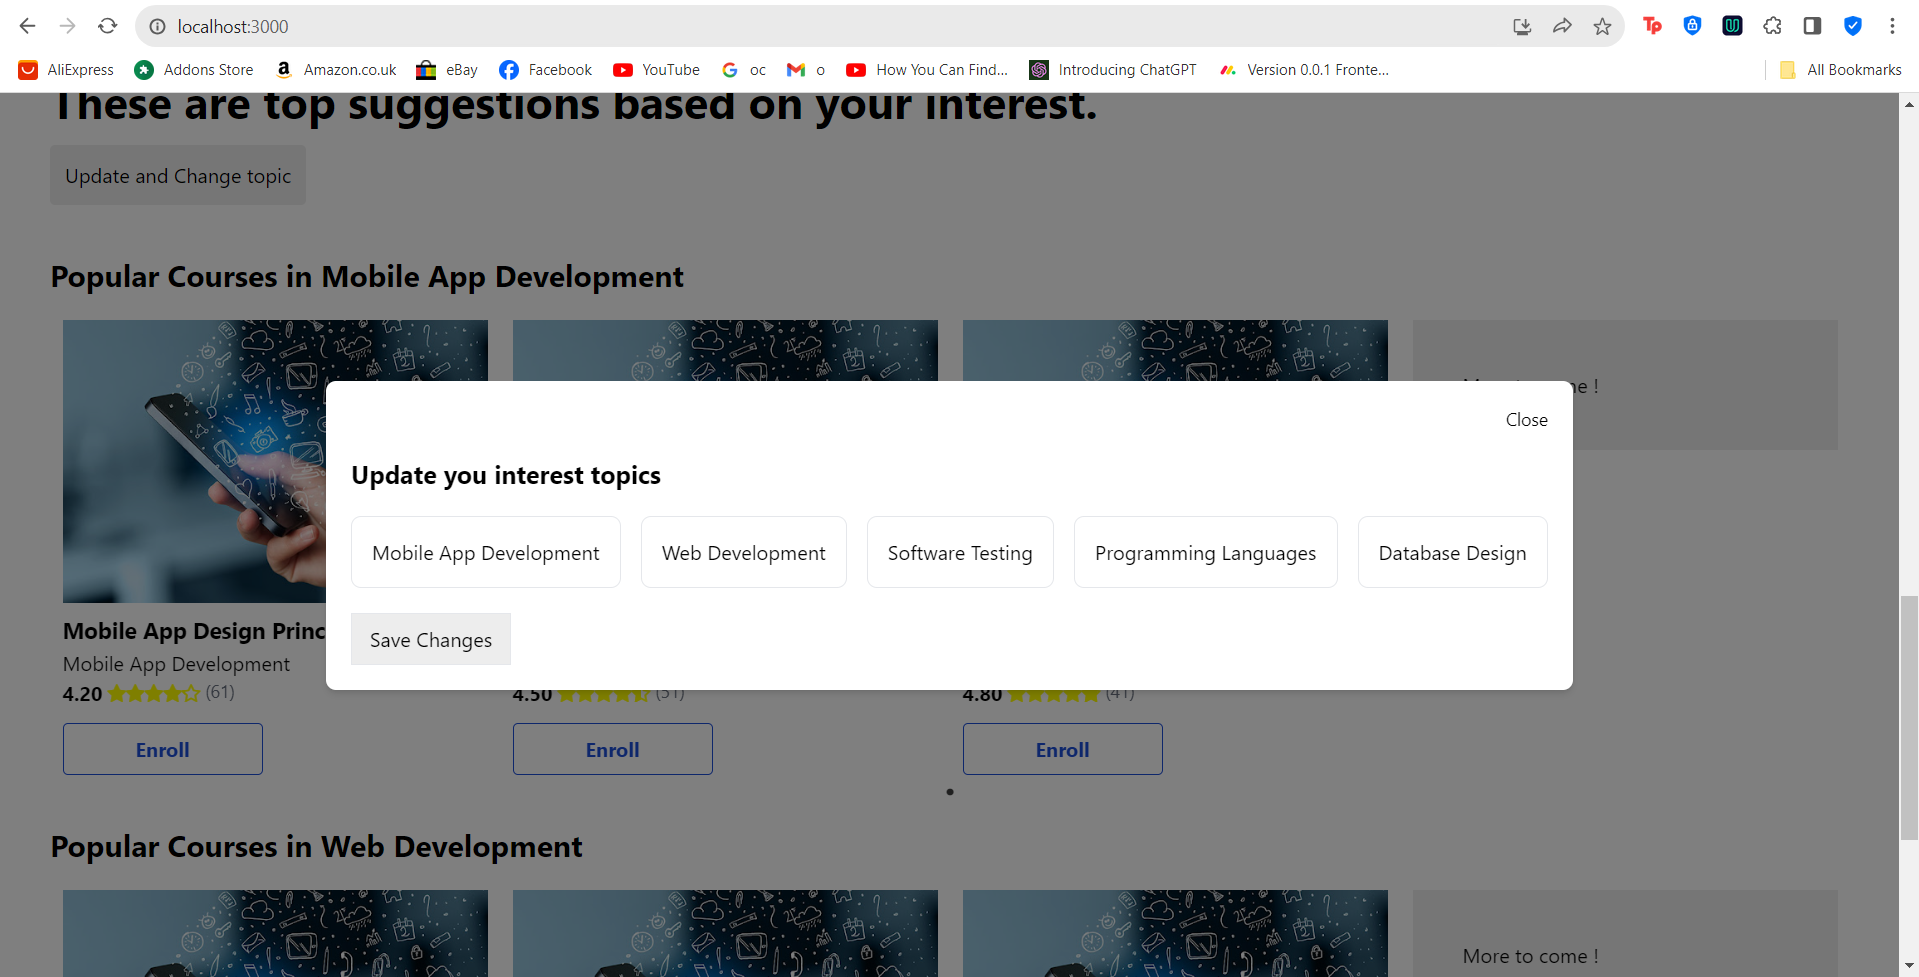 localhost:3000
AliExpress Addons Store Amazon.co.uk eBay Facebook YouTube oc o How You Can Find... Introducing ChatGPT Version 0.0.1 Fronte... All Bookmarks
These are top suggestions based on your interest.
Update and Change topic
Popular Courses in Mobile App Development
Close
Update you interest topics
Mobile App Development Web Development Software Testing Programming Languages Database Design
Save Changes
Mobile App Design Princ
Mobile App Development
4.20 (61) 4.50 (51) 4.80 (41)
Enroll Enroll Enroll
Popular Courses in Web Development
More to come !